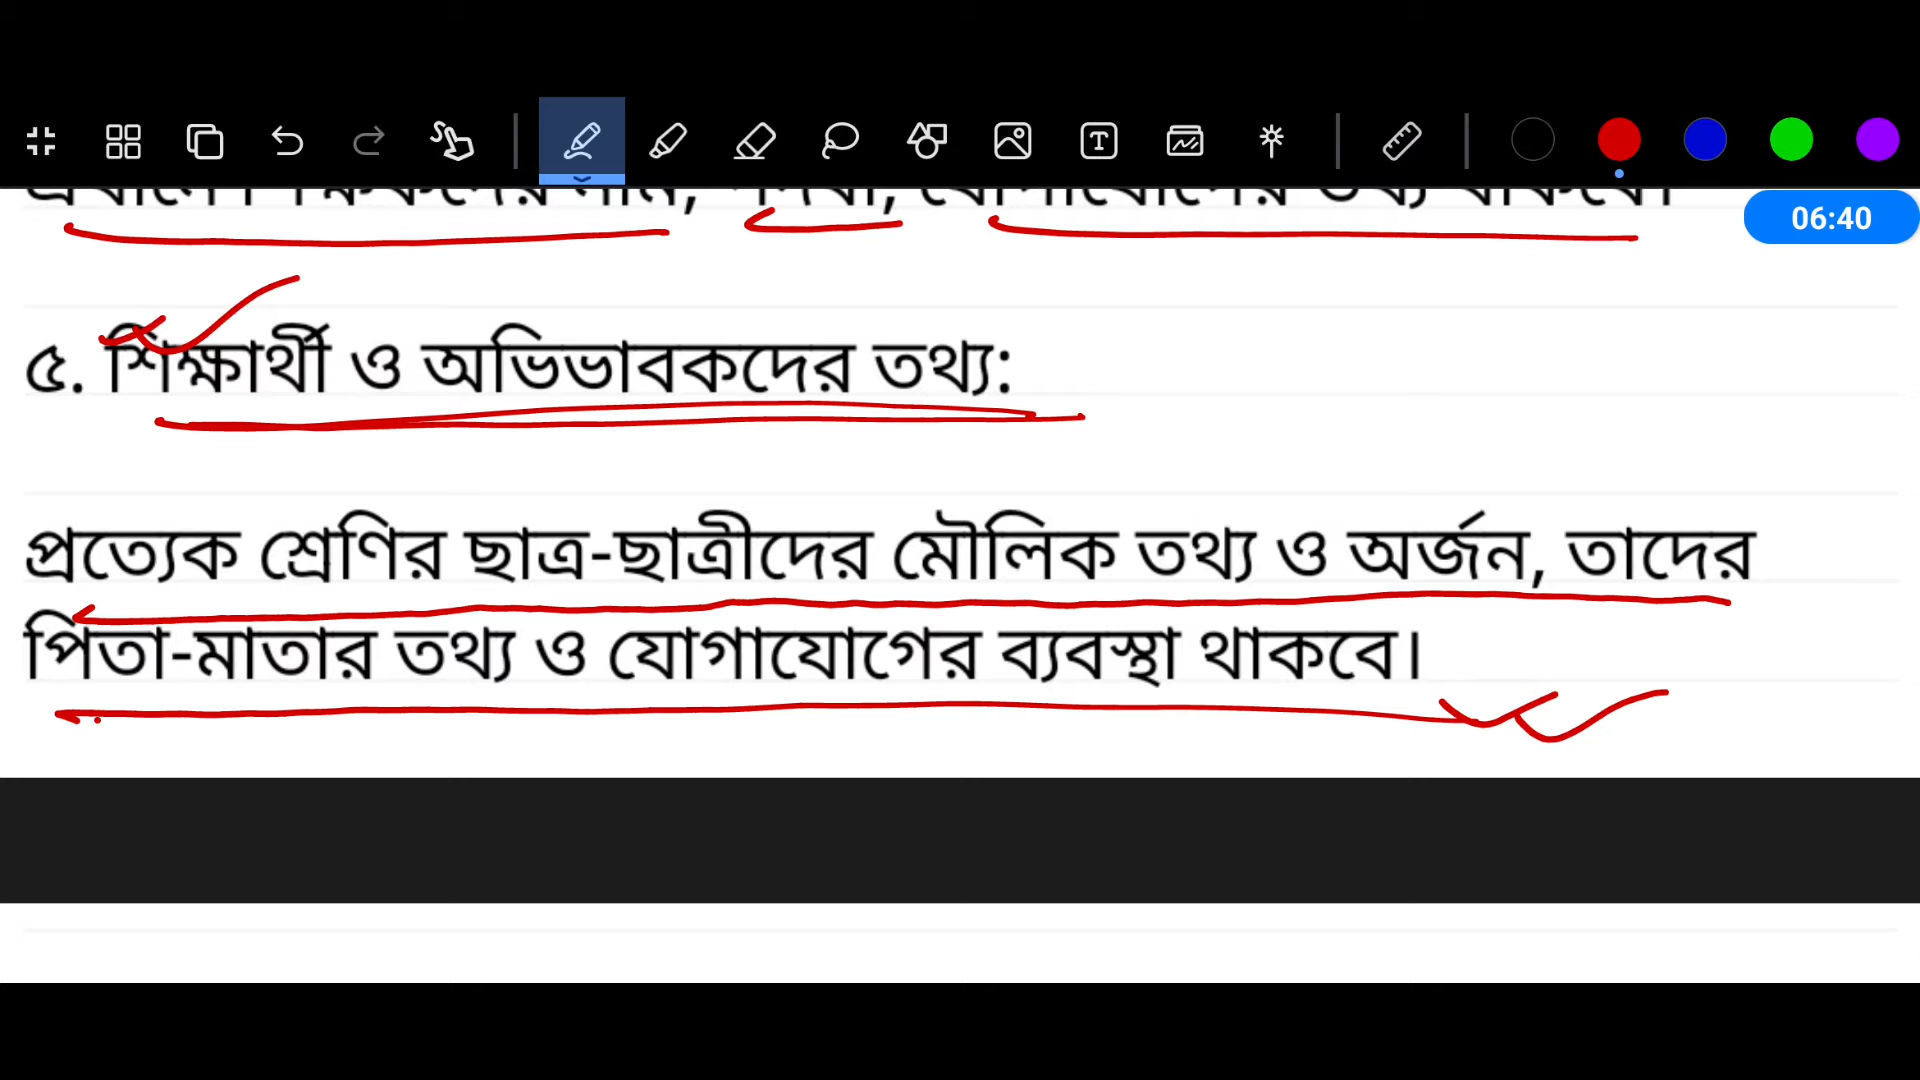 06:40
৫. শিক্ষার্থী ও অভিভাবকদের তথ্য:
প্রত্যেক শ্রেণির ছাত্র-ছাত্রীদের মৌলিক তথ্য ও অর্জন, তাদের
পিতা-মাতার তথ্য ও যোগাযোগের ব্যবস্থা থাকবে।